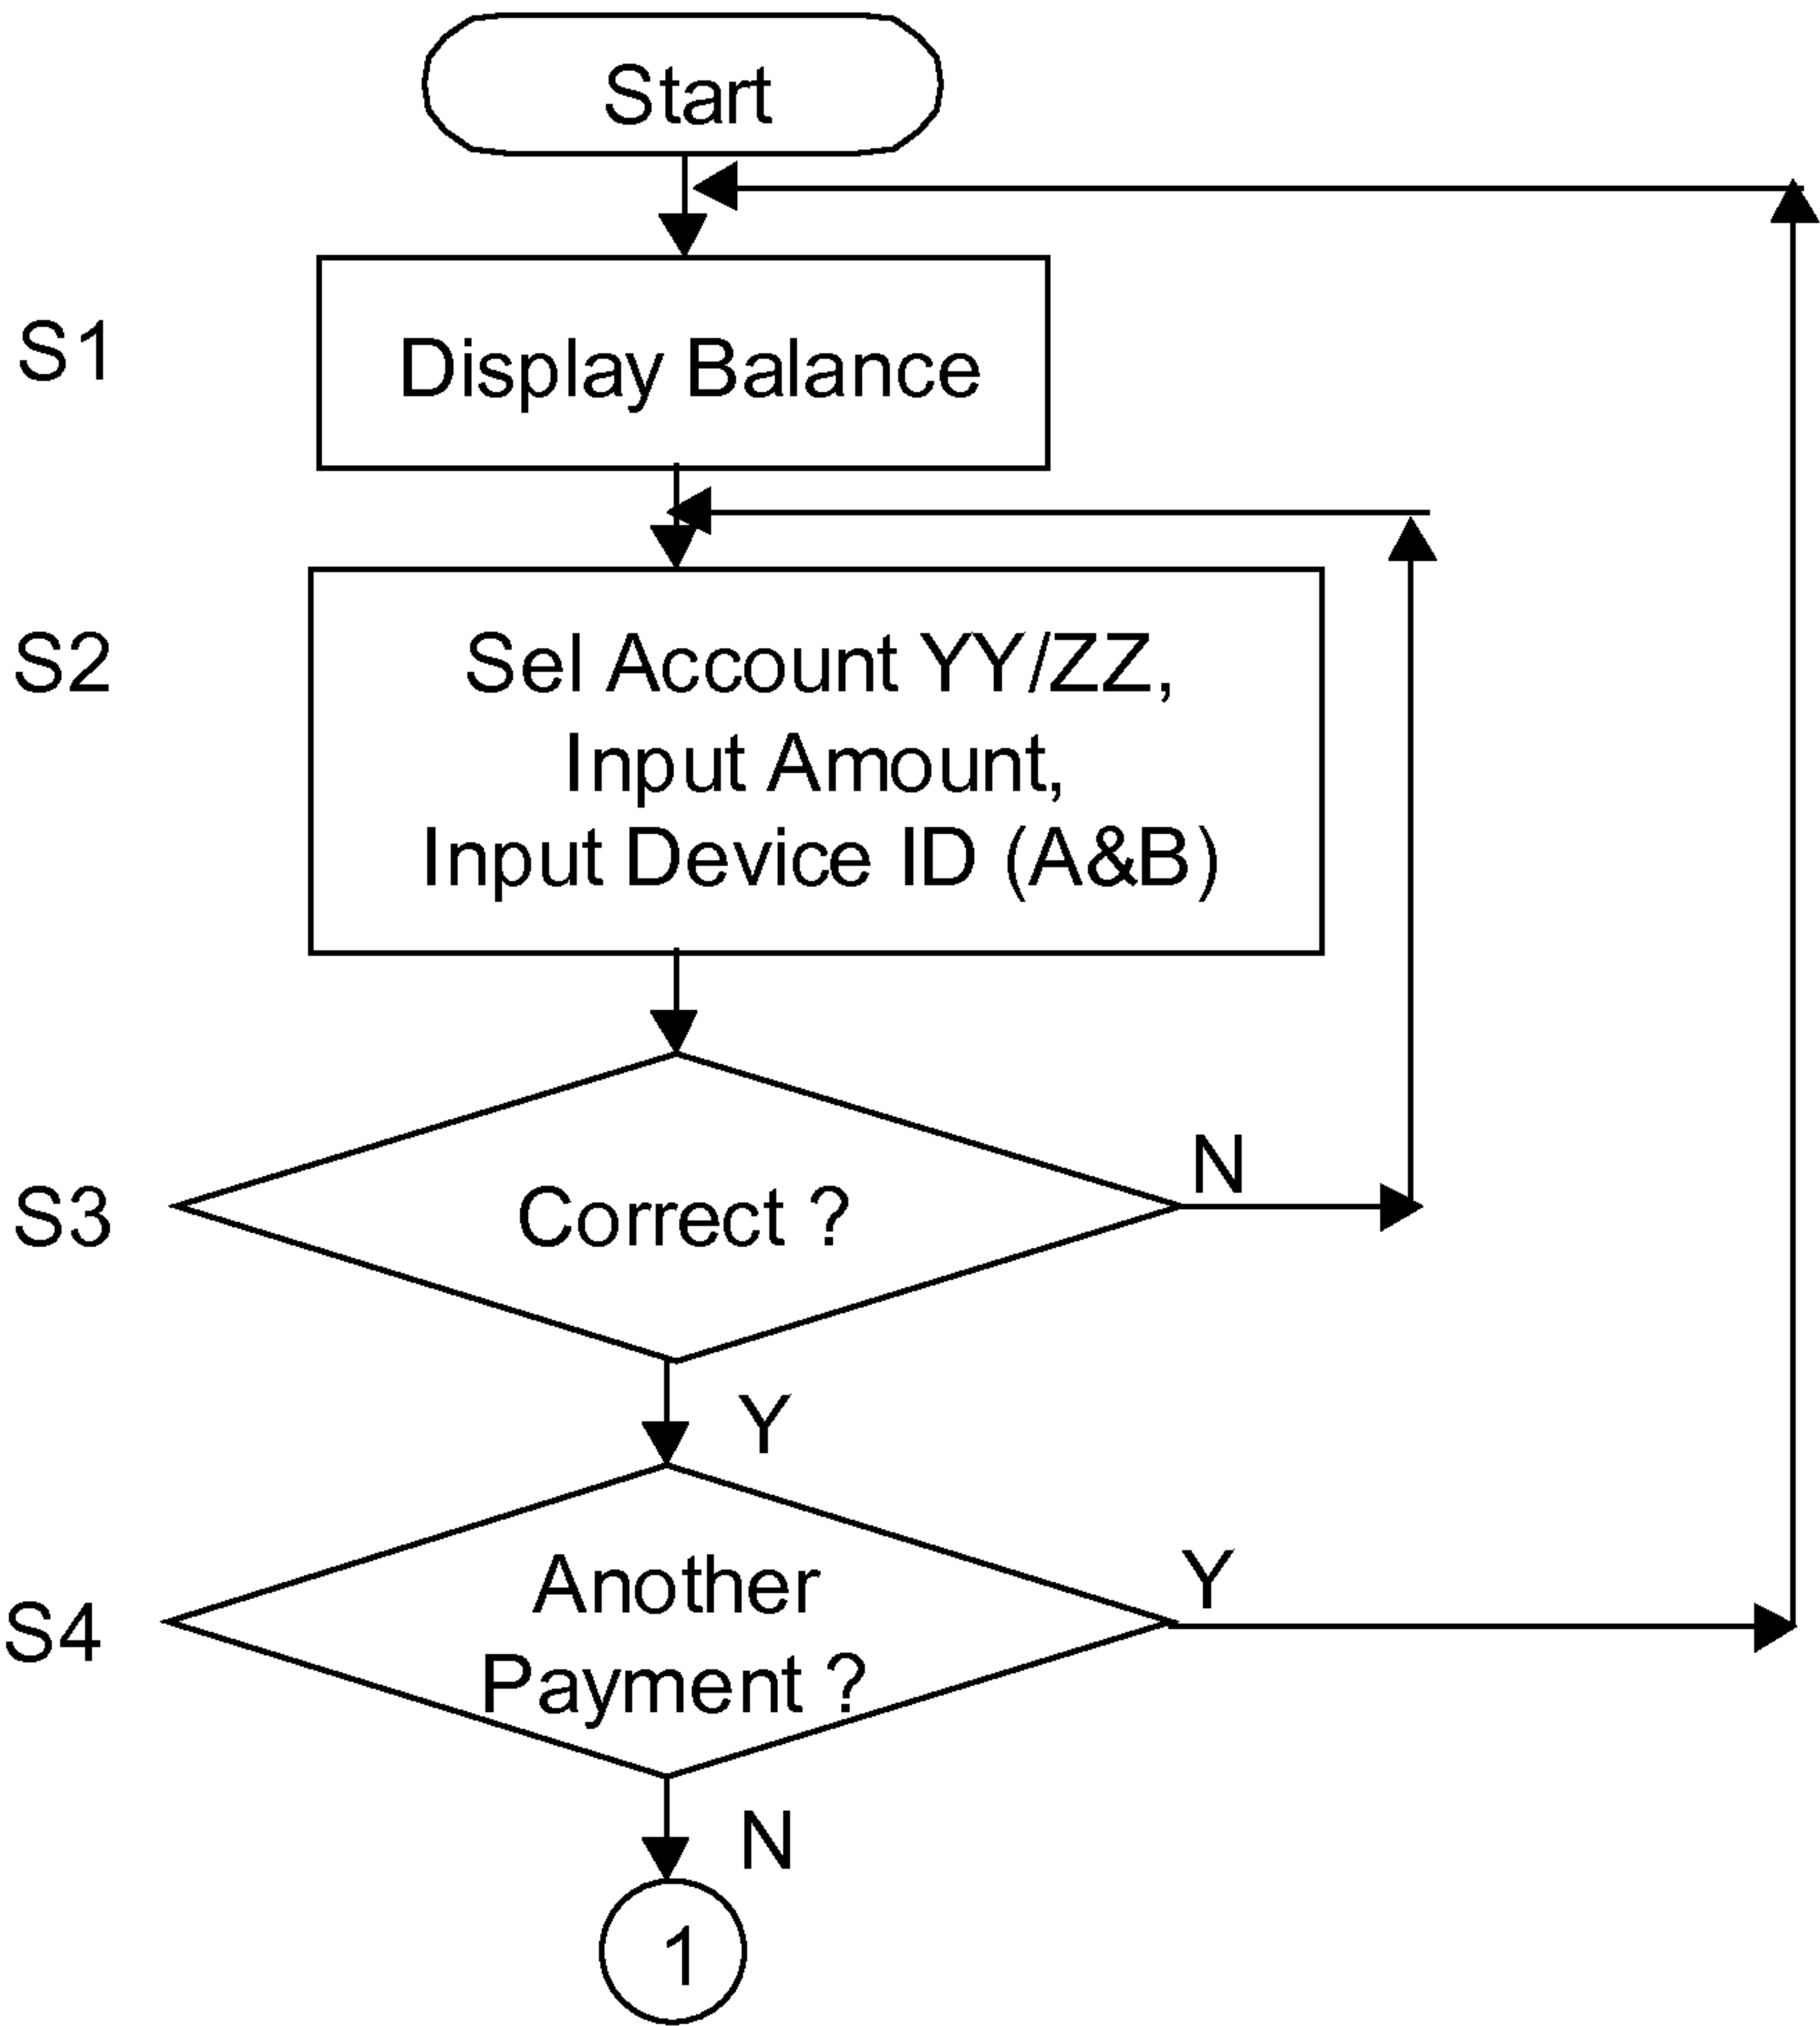 Start
S1
Display Balance
S2
Sel Account YY/ZZ,
Input Amount,
Input Device ID (A&B)
S3
Correct ?
N
Y
S4
Another
Payment ?
Y
N
1